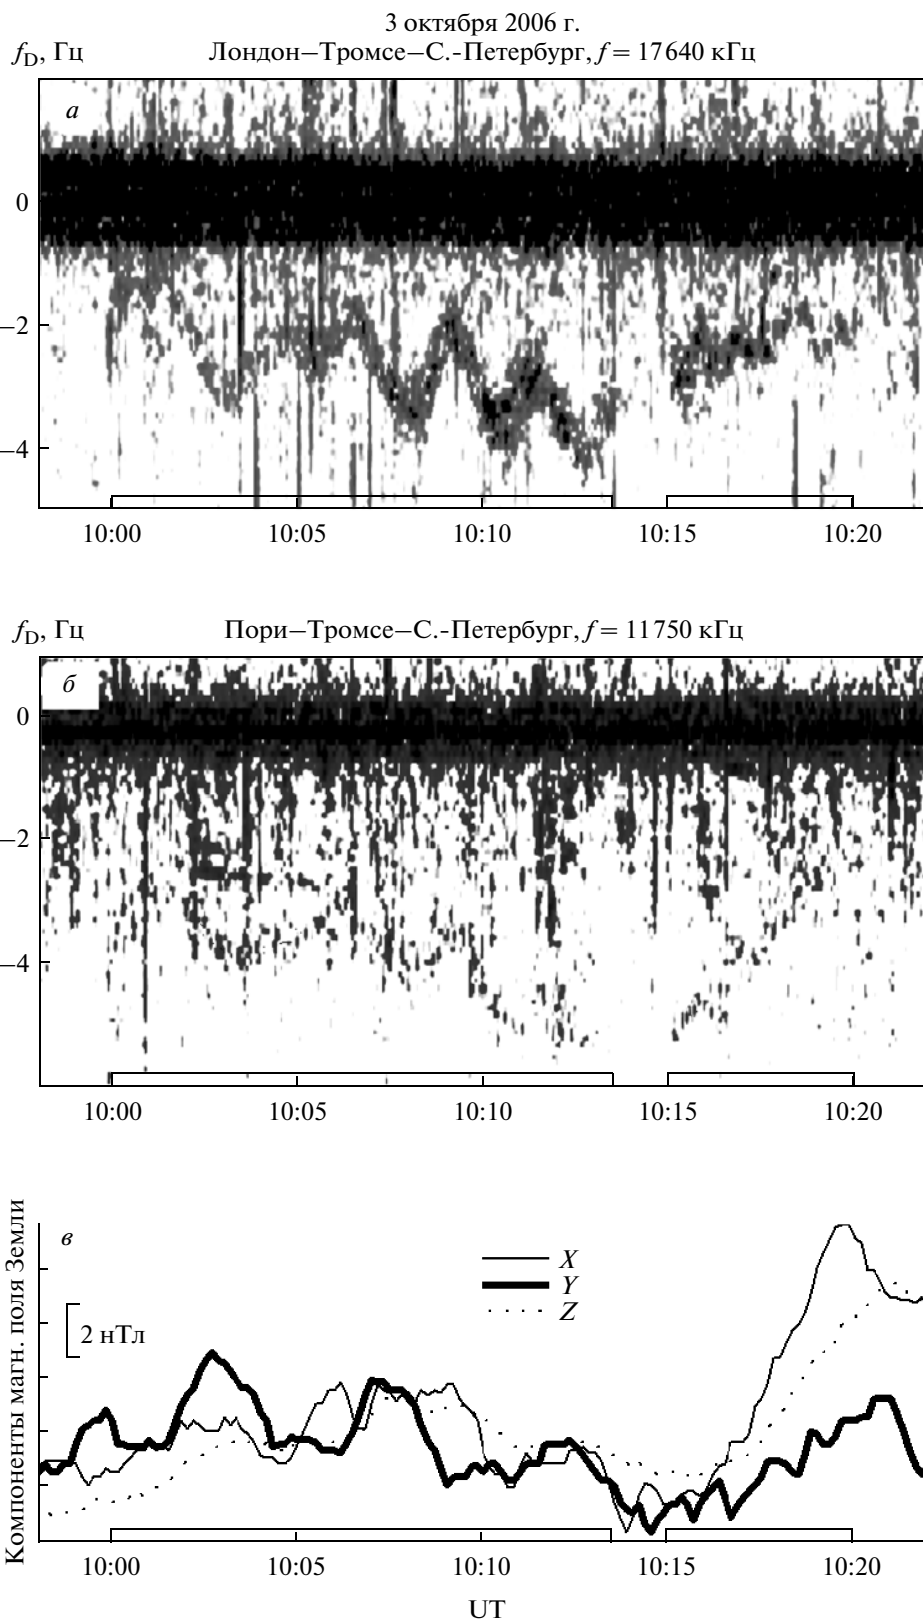 3 октября 2006 г.
f_D, Гц Лондон–Тромсе–С.-Петербург, f = 17640 кГц
а
0
–2
–4
10:00 10:05 10:10 10:15 10:20
f_D, Гц Пори–Тромсе–С.-Петербург, f = 11750 кГц
б
0
–2
–4
10:00 10:05 10:10 10:15 10:20
Компоненты магн. поля Земли
в
X
Y
Z
2 нТл
10:00 10:05 10:10 10:15 10:20
UT